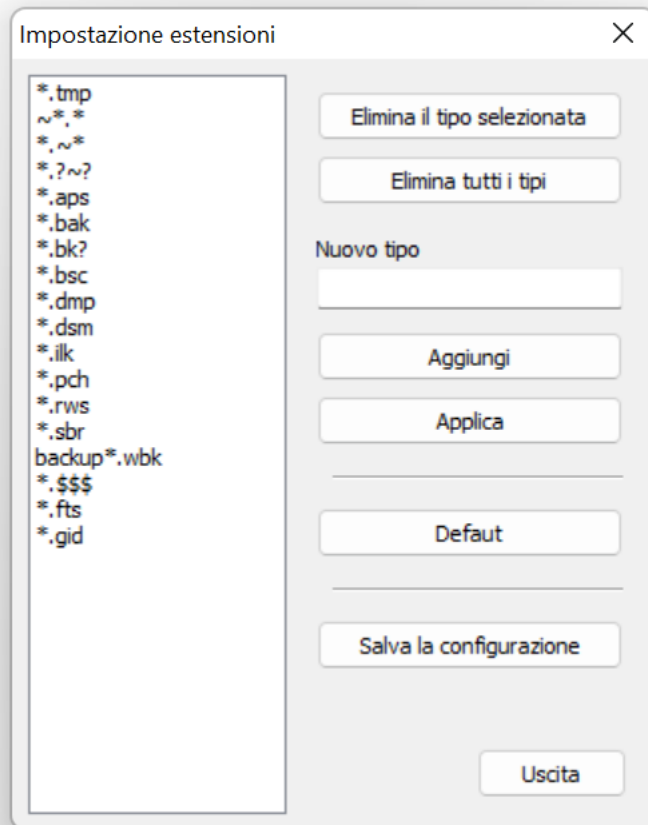 Impostazione estensioni
*.tmp
~*.*
*.~*
*.?~?
*.aps
*.bak
*.bk?
*.bsc
*.dmp
*.dsm
*.ilk
*.pch
*.rws
*.sbr
backup*.wbk
*.$$$
*.fts
*.gid
Elimina il tipo selezionata
Elimina tutti i tipi
Nuovo tipo
Aggiungi
Applica
Defaut
Salva la configurazione
Uscita